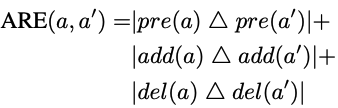 ARE(a, a′) =|pre(a) △ pre(a′)|+
|add(a) △ add(a′)|+
|del(a) △ del(a′)|